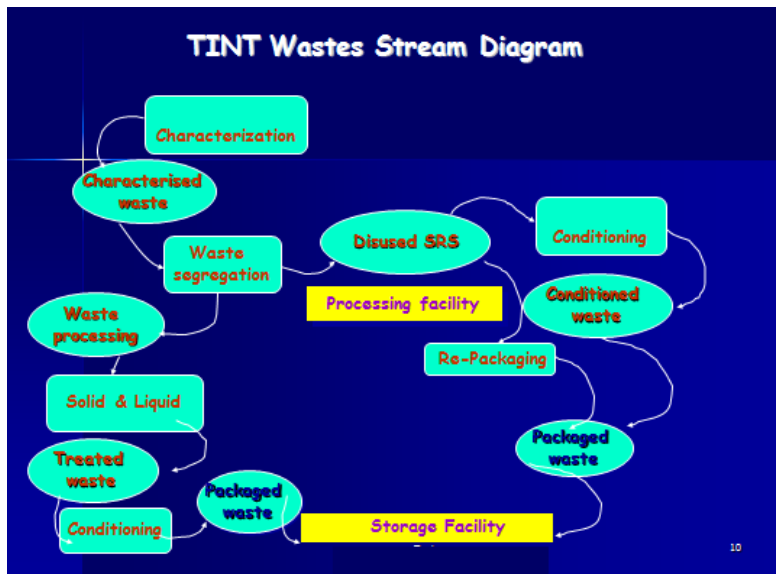 TINT Wastes Stream Diagram
Characterization
Characterised
waste
Waste
segregation
Disused SRS
Conditioning
Processing facility
Conditioned
waste
Waste
processing
Re-Packaging
Solid & Liquid
Packaged
waste
Treated
waste
Packaged
waste
Conditioning
Storage Facility
10